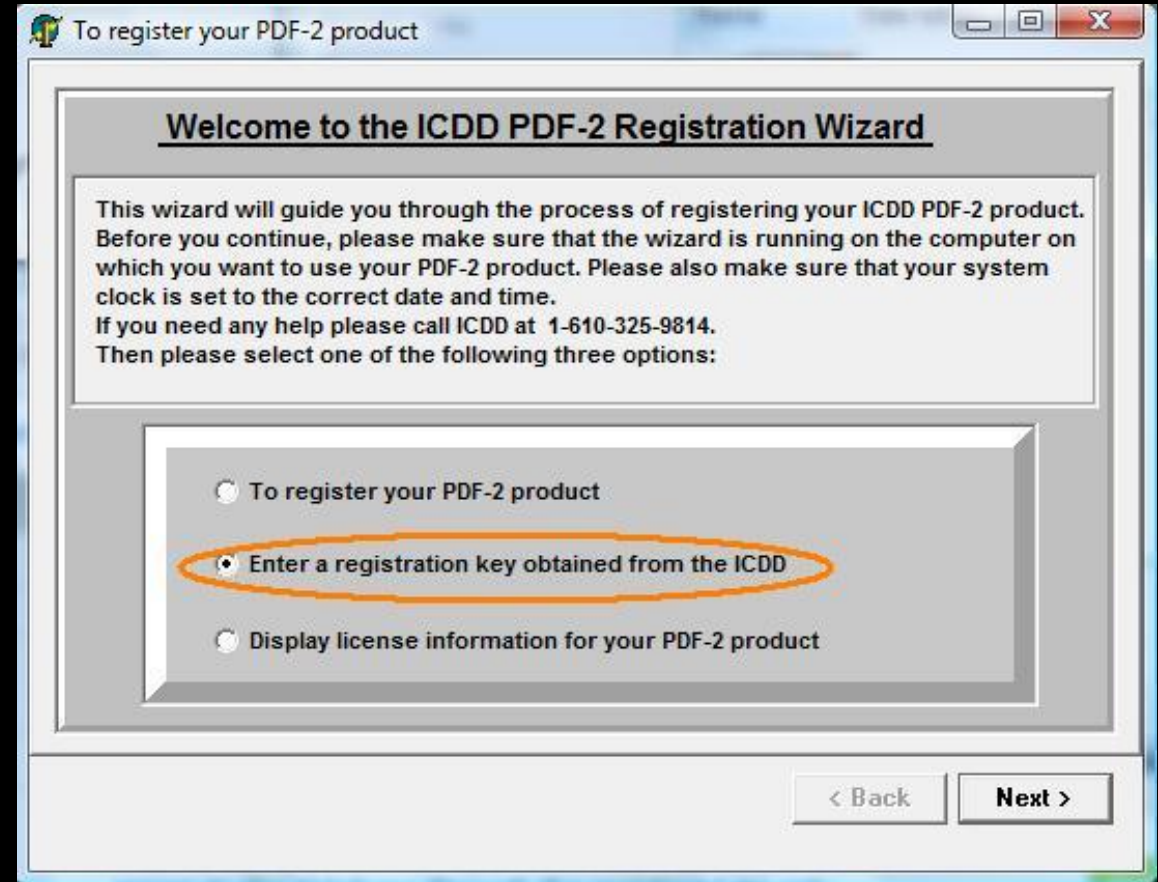 To register your PDF-2 product
Welcome to the ICDD PDF-2 Registration Wizard
This wizard will guide you through the process of registering your ICDD PDF-2 product.
Before you continue, please make sure that the wizard is running on the computer on
which you want to use your PDF-2 product. Please also make sure that your system
clock is set to the correct date and time.
If you need any help please call ICDD at  1-610-325-9814.
Then please select one of the following three options:
To register your PDF-2 product
Enter a registration key obtained from the ICDD
Display license information for your PDF-2 product
< Back
Next >